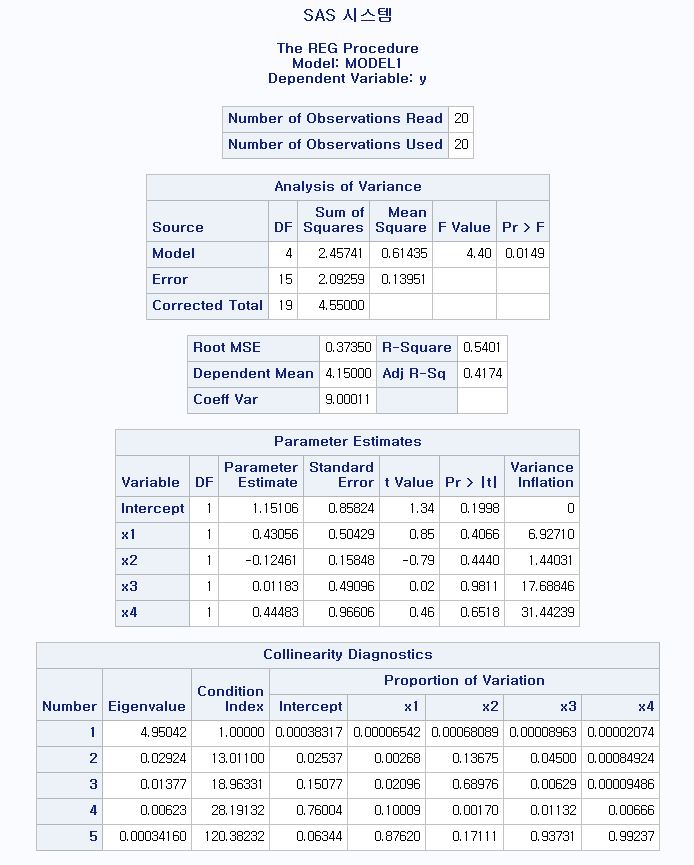 SAS 시스템
The REG Procedure
Model: MODEL1
Dependent Variable: y
Number of Observations Read 20
Number of Observations Used 20
Analysis of Variance
Source DF Sum of Squares Mean Square F Value Pr > F
Model 4 2.45741 0.61435 4.40 0.0149
Error 15 2.09259 0.13951
Corrected Total 19 4.55000
Root MSE 0.37350 R-Square 0.5401
Dependent Mean 4.15000 Adj R-Sq 0.4174
Coeff Var 9.00011
Parameter Estimates
Variable DF Parameter Estimate Standard Error t Value Pr > |t| Variance Inflation
Intercept 1 1.15106 0.85824 1.34 0.1998 0
x1 1 0.43056 0.50429 0.85 0.4066 6.92710
x2 1 -0.12461 0.15848 -0.79 0.4440 1.44031
x3 1 0.01183 0.49096 0.02 0.9811 17.68846
x4 1 0.44483 0.96606 0.46 0.6518 31.44239
Collinearity Diagnostics
Number Eigenvalue Condition Index Proportion of Variation
Intercept x1 x2 x3 x4
1 4.95042 1.00000 0.00038317 0.00006542 0.00068089 0.00008963 0.00002074
2 0.02924 13.01100 0.02537 0.00268 0.13675 0.04500 0.00084924
3 0.01377 18.96331 0.15077 0.02096 0.68976 0.00629 0.00009486
4 0.00623 28.19132 0.76004 0.10009 0.00170 0.01132 0.00666
5 0.00034160 120.38232 0.06344 0.87620 0.17111 0.93731 0.99237